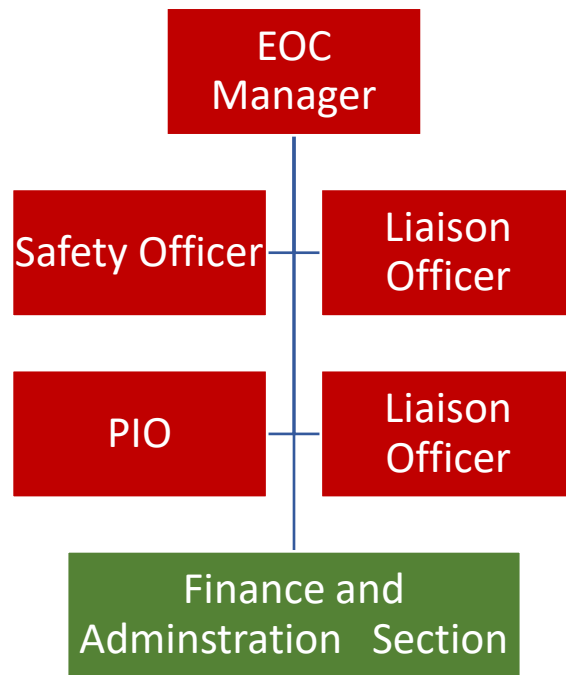 EOC
Manager
Safety Officer
Liaison
Officer
PIO
Liaison
Officer
Finance and
Adminstration Section